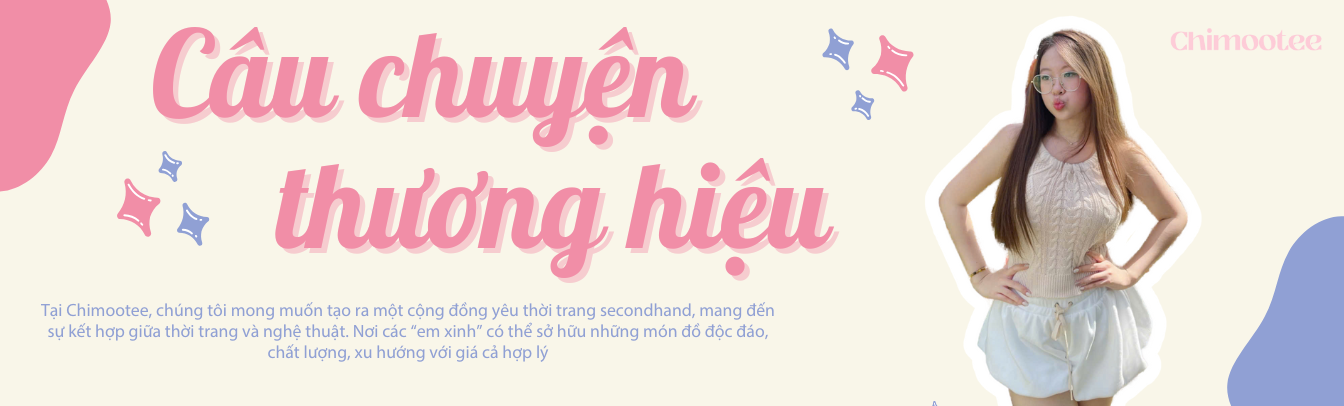 Câu chuyện
thương hiệu
Chimootee
Tại Chimootee, chúng tôi mong muốn tạo ra một cộng đồng yêu thời trang secondhand, mang đến
sự kết hợp giữa thời trang và nghệ thuật. Nơi các “em xinh” có thể sở hữu những món đồ độc đáo,
chất lượng, xu hướng với giá cả hợp lý